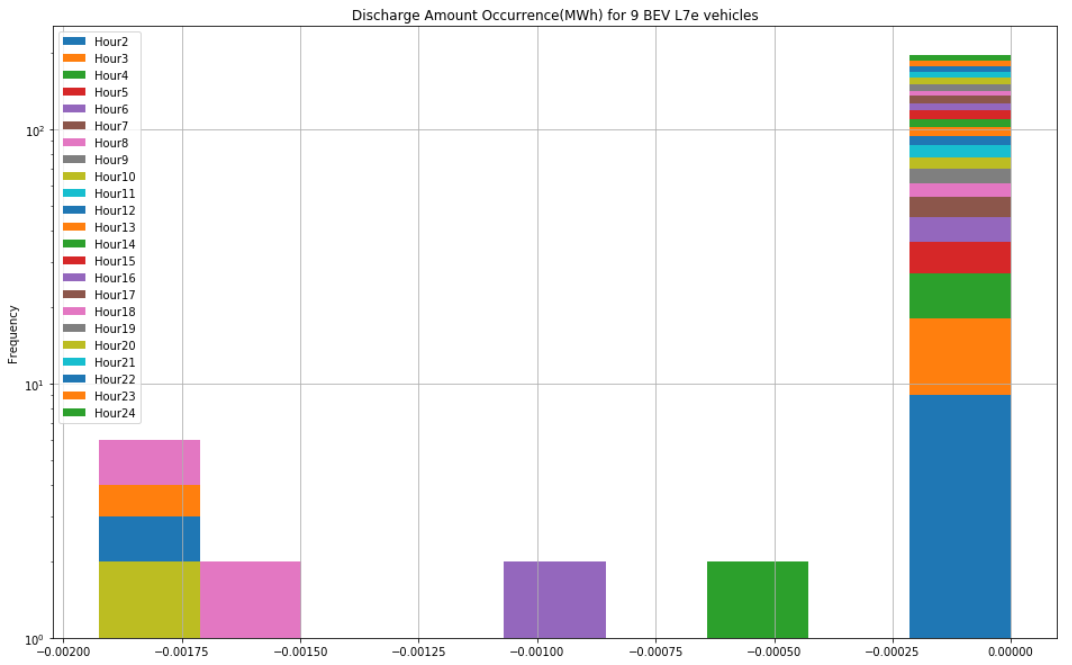 Discharge Amount Occurrence(MWh) for 9 BEV L7e vehicles
Hour2
Hour3
Hour4
Hour5
Hour6
Hour7
Hour8
Hour9
Hour10
Hour11
Hour12
Hour13
Hour14
Hour15
Hour16
Hour17
Hour18
Hour19
Hour20
Hour21
Hour22
Hour23
Hour24
Frequency
10²
10¹
10⁰
−0.00200 −0.00175 −0.00150 −0.00125 −0.00100 −0.00075 −0.00050 −0.00025 0.00000